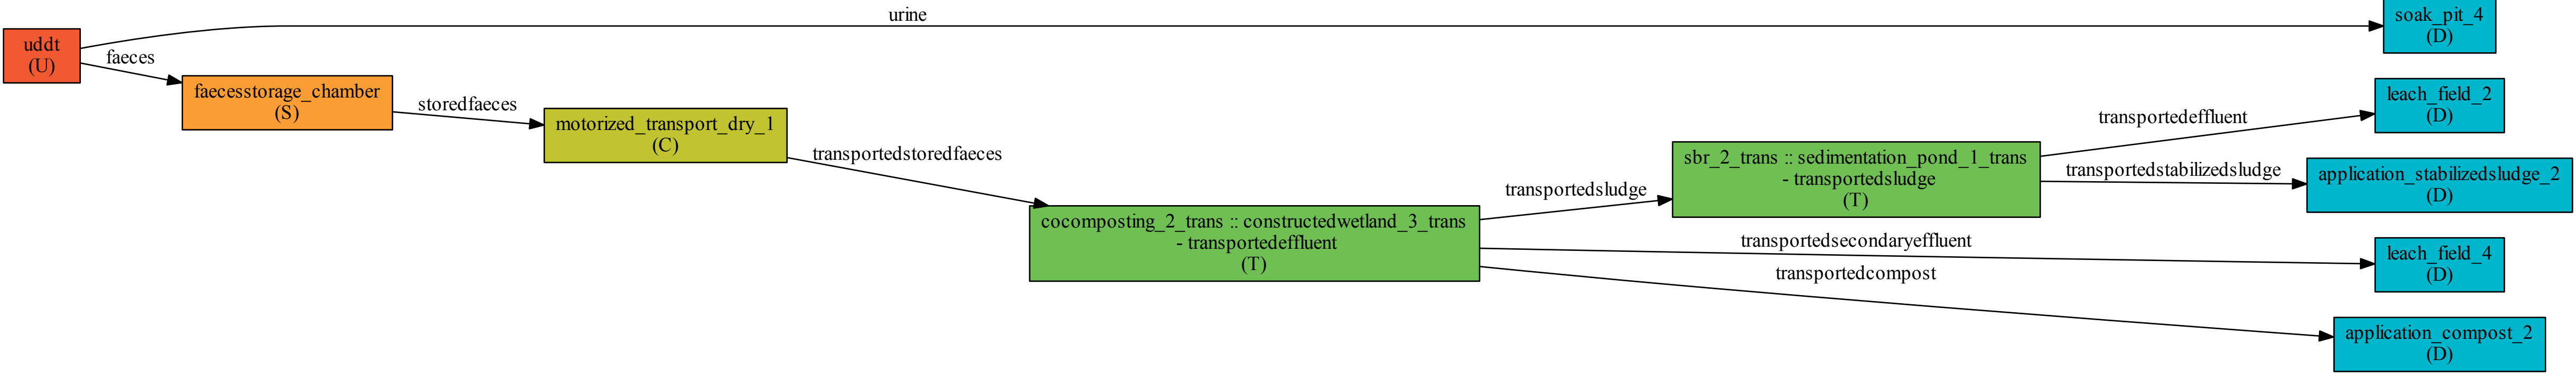 urine
soak_pit_4
(D)
uddt
(U)
faeces
faecesstorage_chamber
(S)
storedfaeces
motorized_transport_dry_1
(C)
transportedstoredfaeces
cocomposting_2_trans :: constructedwetland_3_trans
- transportedeffluent
(T)
transportedsludge
sbr_2_trans :: sedimentation_pond_1_trans
- transportedsludge
(T)
transportedeffluent
leach_field_2
(D)
transportedstabilizedsludge
application_stabilizedsludge_2
(D)
transportedsecondaryeffluent
leach_field_4
(D)
transportedcompost
application_compost_2
(D)